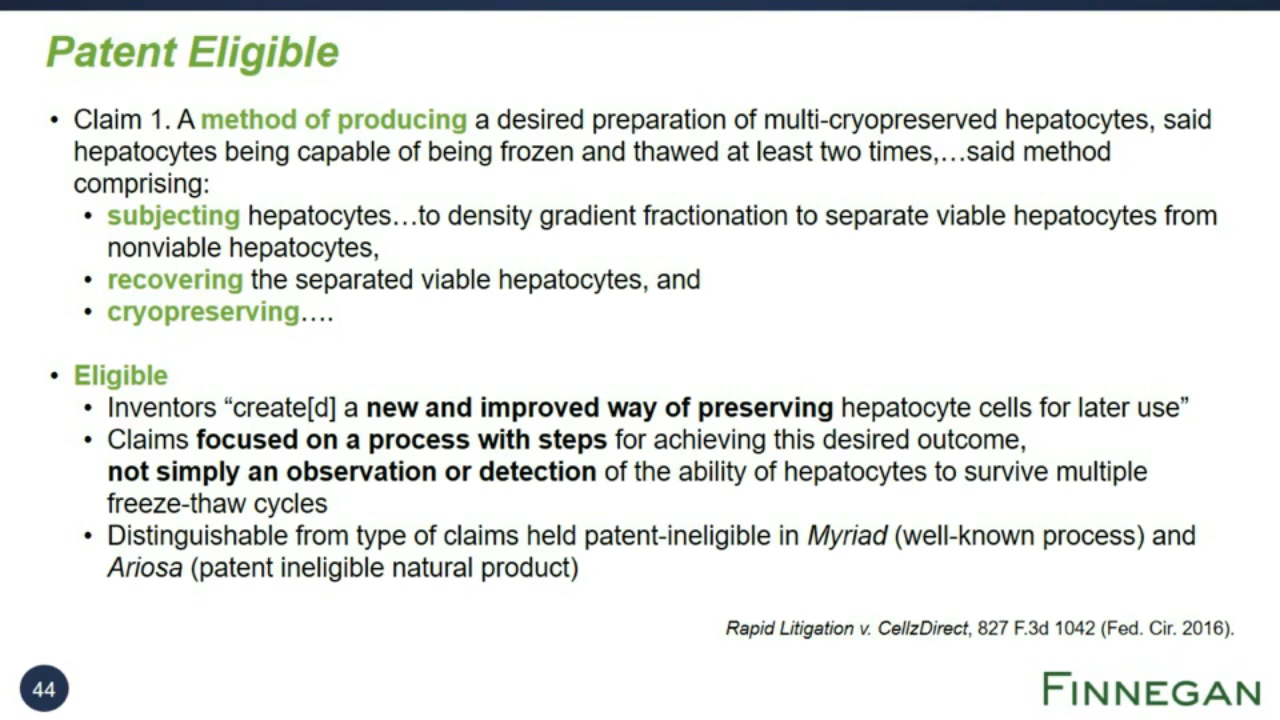 Patent Eligible
• Claim 1. A method of producing a desired preparation of multi-cryopreserved hepatocytes, said
hepatocytes being capable of being frozen and thawed at least two times,…said method
comprising:
• subjecting hepatocytes…to density gradient fractionation to separate viable hepatocytes from
nonviable hepatocytes,
• recovering the separated viable hepatocytes, and
• cryopreserving….
• Eligible
• Inventors “create[d] a new and improved way of preserving hepatocyte cells for later use”
• Claims focused on a process with steps for achieving this desired outcome,
not simply an observation or detection of the ability of hepatocytes to survive multiple
freeze-thaw cycles
• Distinguishable from type of claims held patent-ineligible in Myriad (well-known process) and
Ariosa (patent ineligible natural product)
Rapid Litigation v. CellzDirect, 827 F.3d 1042 (Fed. Cir. 2016).
44
FINNEGAN